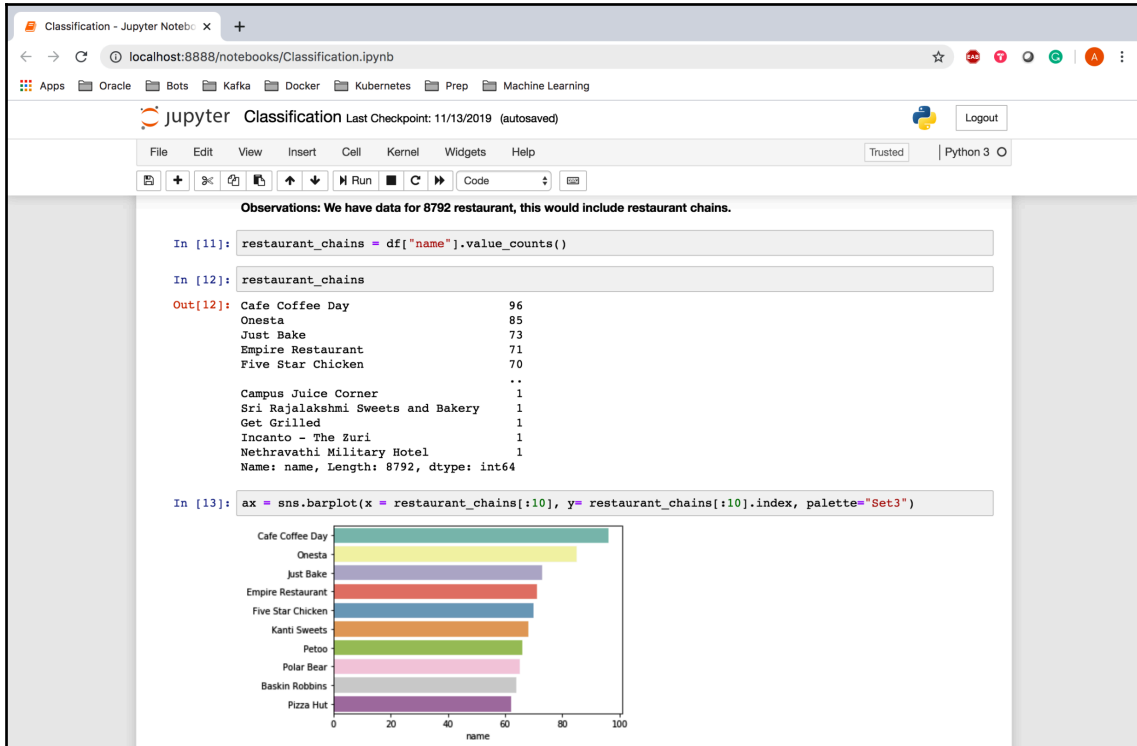 Classification - Jupyter Notebo
localhost:8888/notebooks/Classification.ipynb
Apps Oracle Bots Kafka Docker Kubernetes Prep Machine Learning
jupyter Classification Last Checkpoint: 11/13/2019 (autosaved) Logout
File Edit View Insert Cell Kernel Widgets Help Trusted Python 3
Run Code
Observations: We have data for 8792 restaurant, this would include restaurant chains.
In [11]: restaurant_chains = df["name"].value_counts()
In [12]: restaurant_chains
Out[12]: Cafe Coffee Day 96
Onesta 85
Just Bake 73
Empire Restaurant 71
Five Star Chicken 70
..
Campus Juice Corner 1
Sri Rajalakshmi Sweets and Bakery 1
Get Grilled 1
Incanto - The Zuri 1
Nethravathi Military Hotel 1
Name: name, Length: 8792, dtype: int64
In [13]: ax = sns.barplot(x = restaurant_chains[:10], y= restaurant_chains[:10].index, palette="Set3")
Cafe Coffee Day
Onesta
Just Bake
Empire Restaurant
Five Star Chicken
Kanti Sweets
Petoo
Polar Bear
Baskin Robbins
Pizza Hut
0 20 40 60 80 100
name